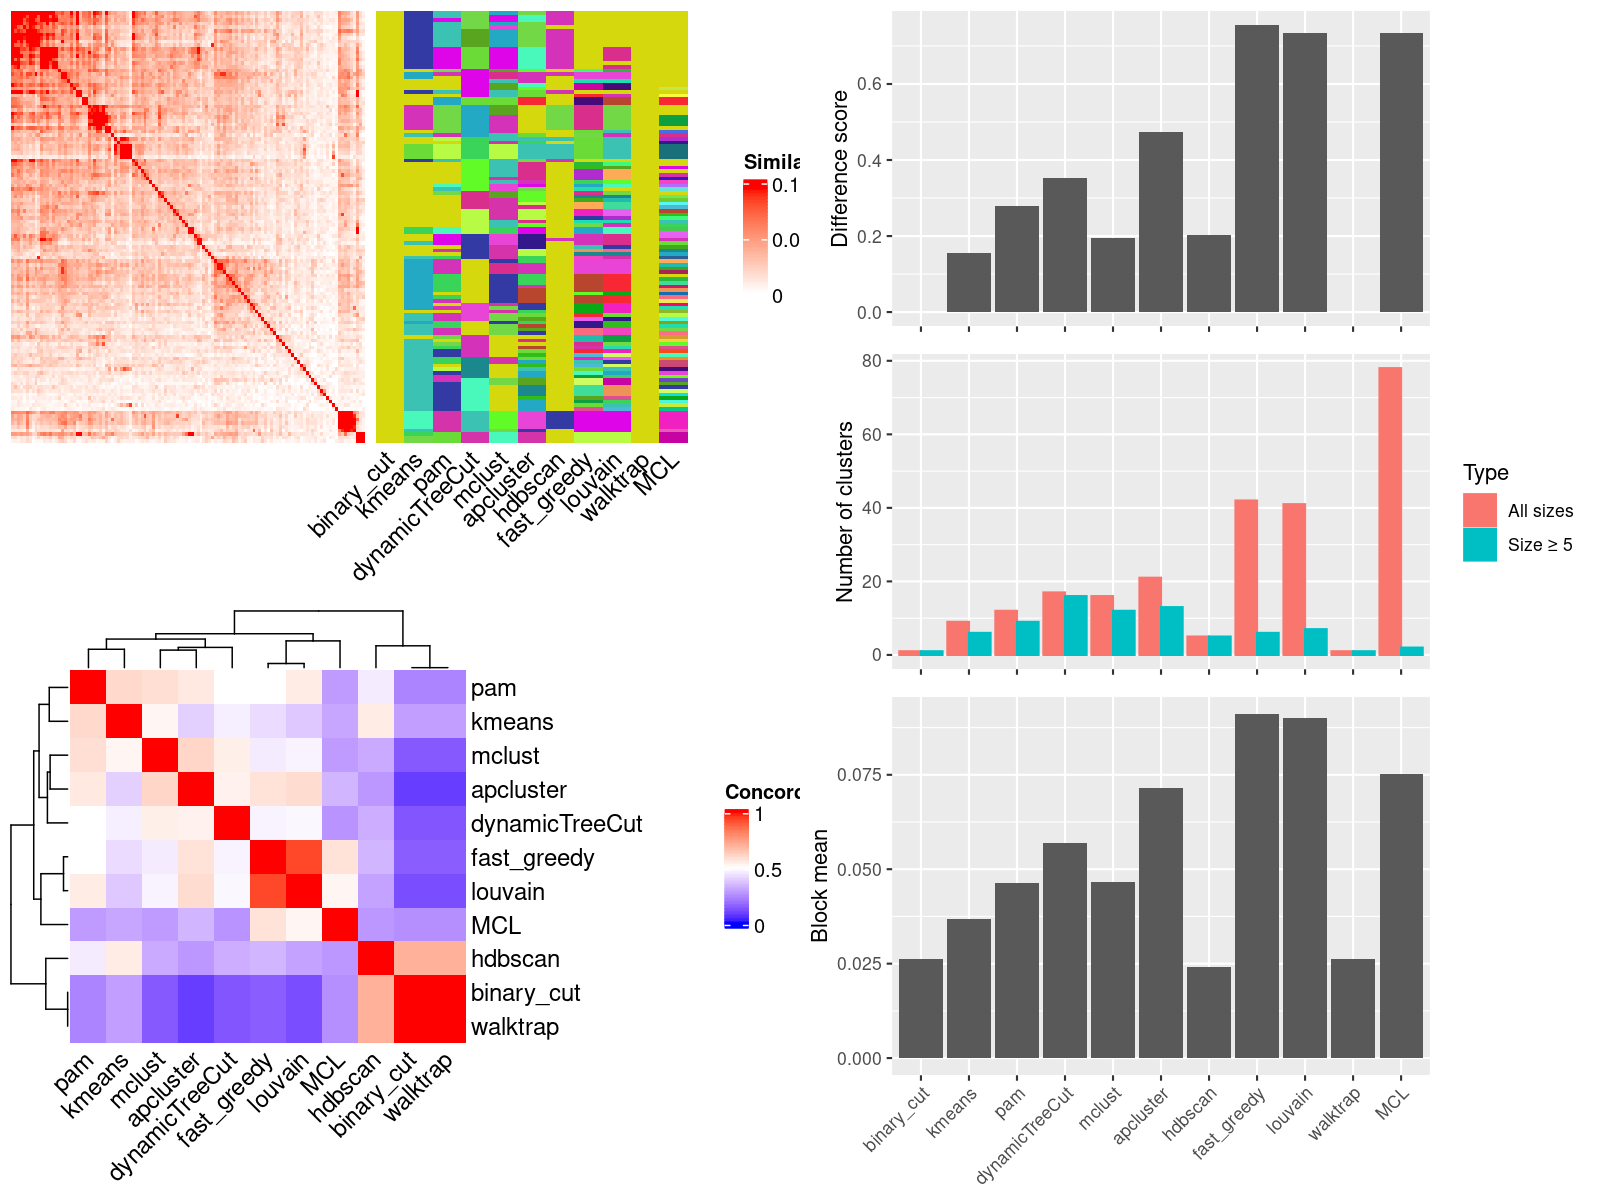 Simila
0.1
0.0
0
binary_cut
kmeans
pam
dynamicTreeCut
mclust
apcluster
hdbscan
fast_greedy
louvain
walktrap
MCL
pam
kmeans
mclust
apcluster
dynamicTreeCut
fast_greedy
louvain
MCL
hdbscan
binary_cut
walktrap
pam
kmeans
mclust
apcluster
dynamicTreeCut
fast_greedy
louvain
MCL
hdbscan
binary_cut
walktrap
Concord
1
0.5
0
Difference score
0.6
0.4
0.2
0.0
Number of clusters
80
60
40
20
0
Type
All sizes
Size ≥ 5
Block mean
0.075
0.050
0.025
0.000
binary_cut
kmeans
pam
dynamicTreeCut
mclust
apcluster
hdbscan
fast_greedy
louvain
walktrap
MCL